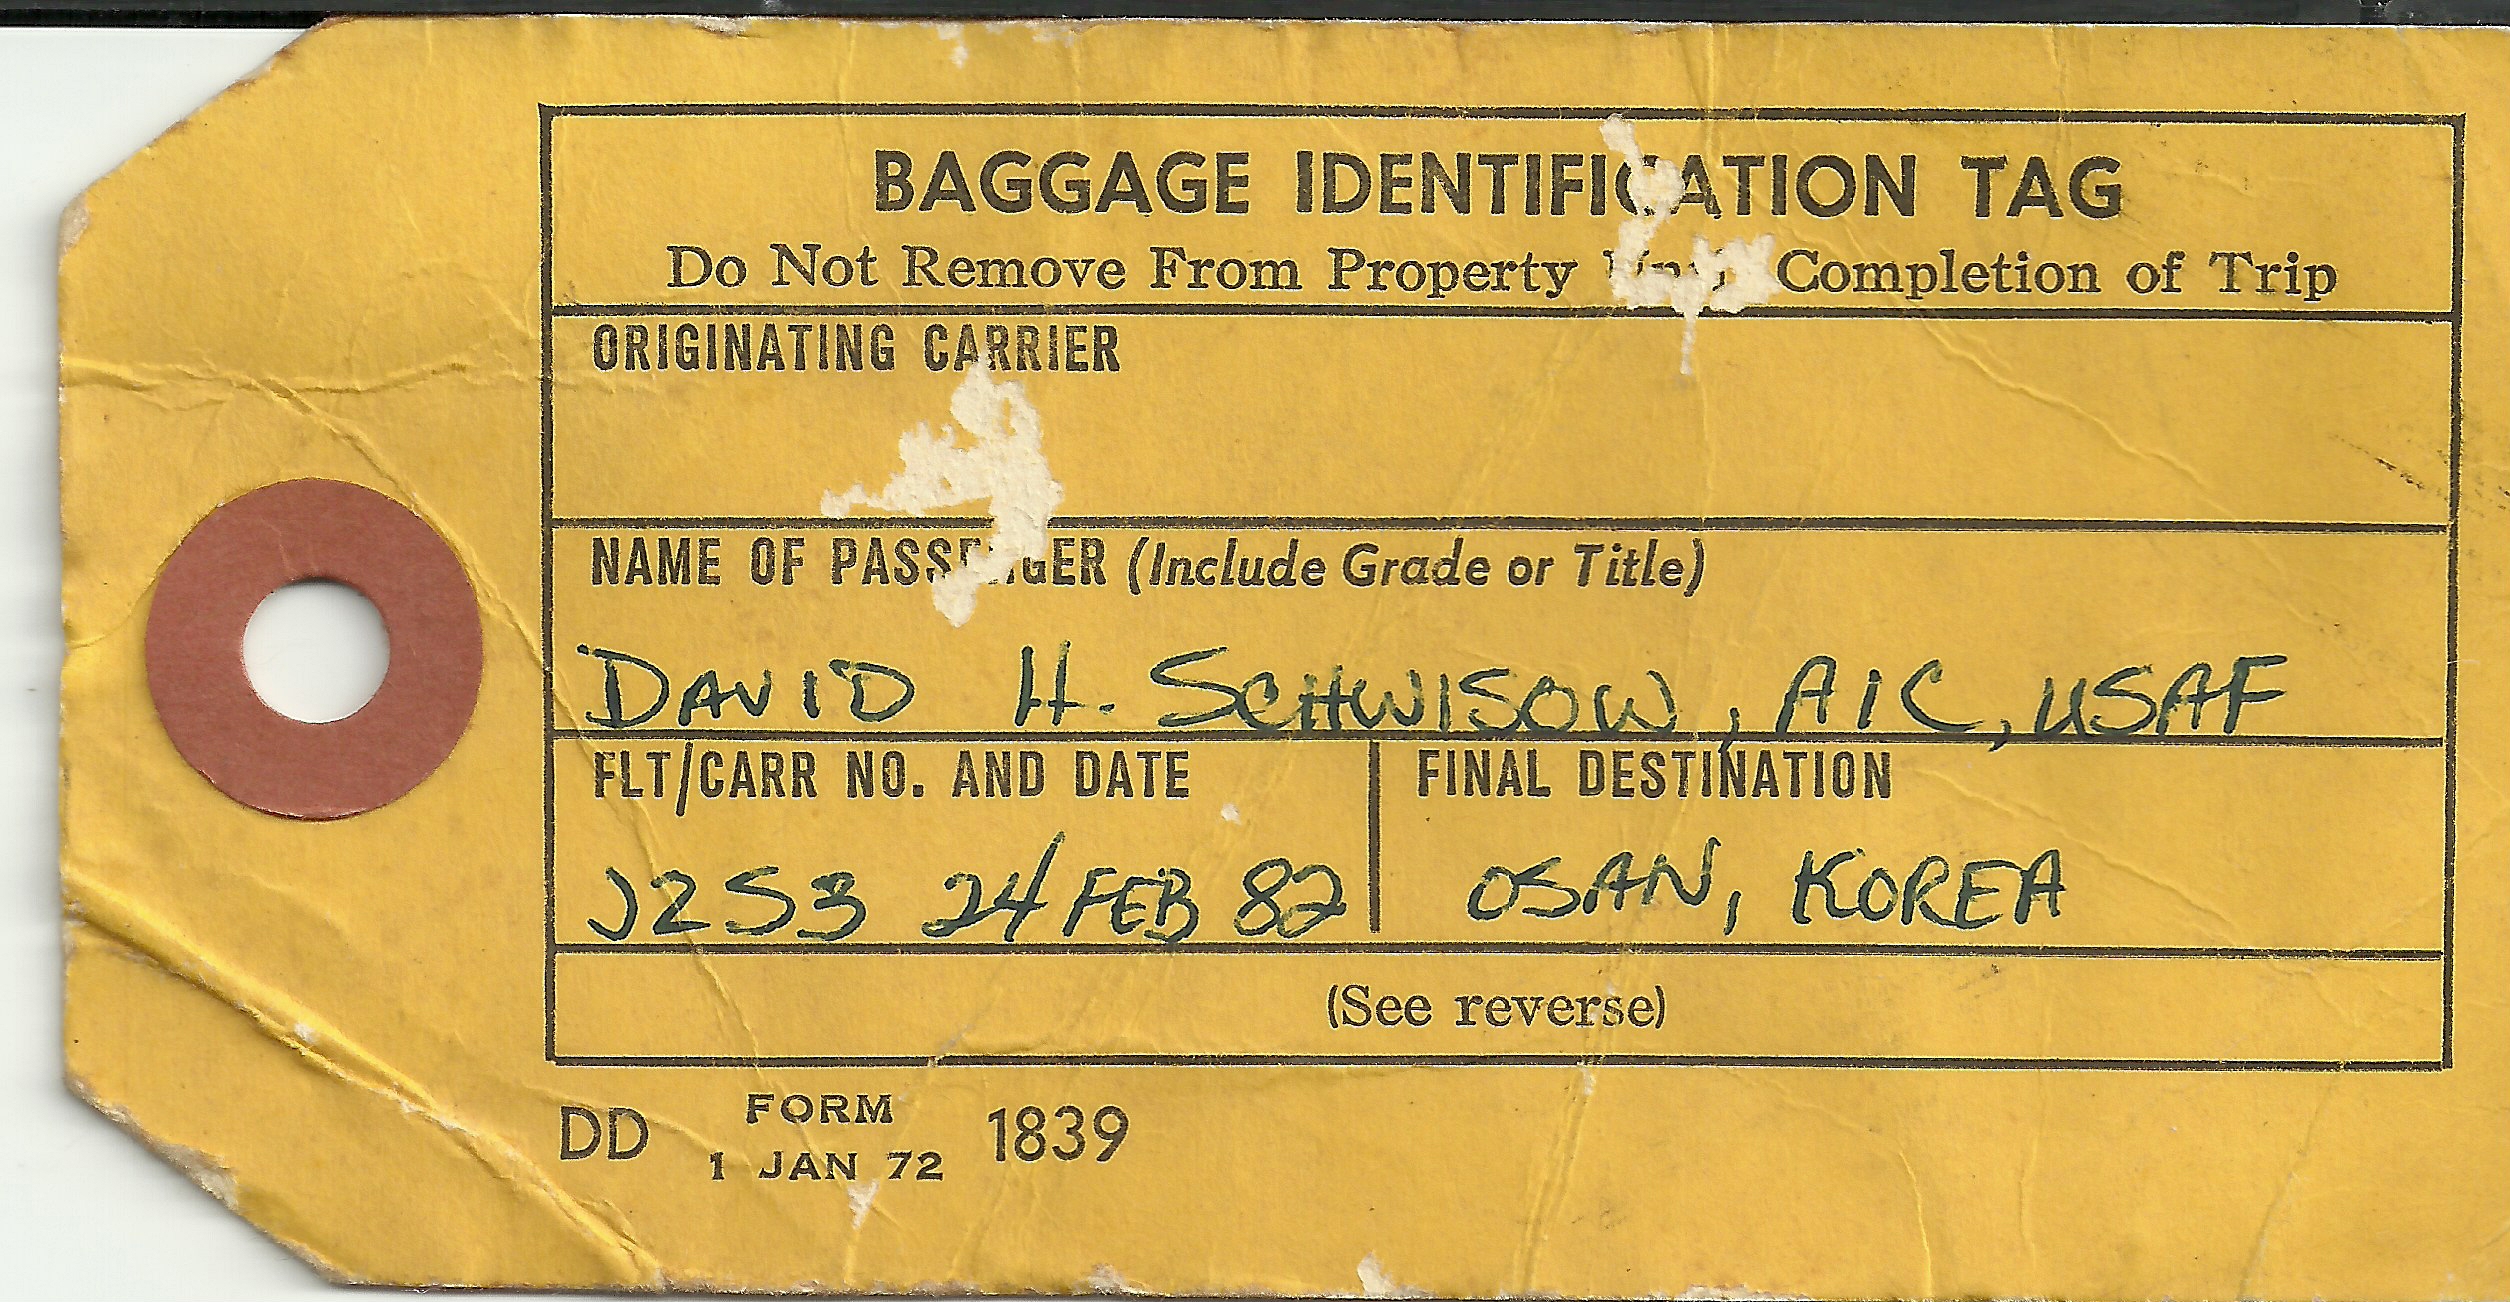 BAGGAGE IDENTIFICATION TAG
Do Not Remove From Property Completion of Trip
ORIGINATING CARRIER
NAME OF PASSENGER (Include Grade or Title)
DAVID H. SCHWISOW, A1C, USAF
FLT/CARR NO. AND DATE
FINAL DESTINATION
J253 24 FEB 82
OSAN, KOREA
(See reverse)
DD FORM 1839
1 JAN 72